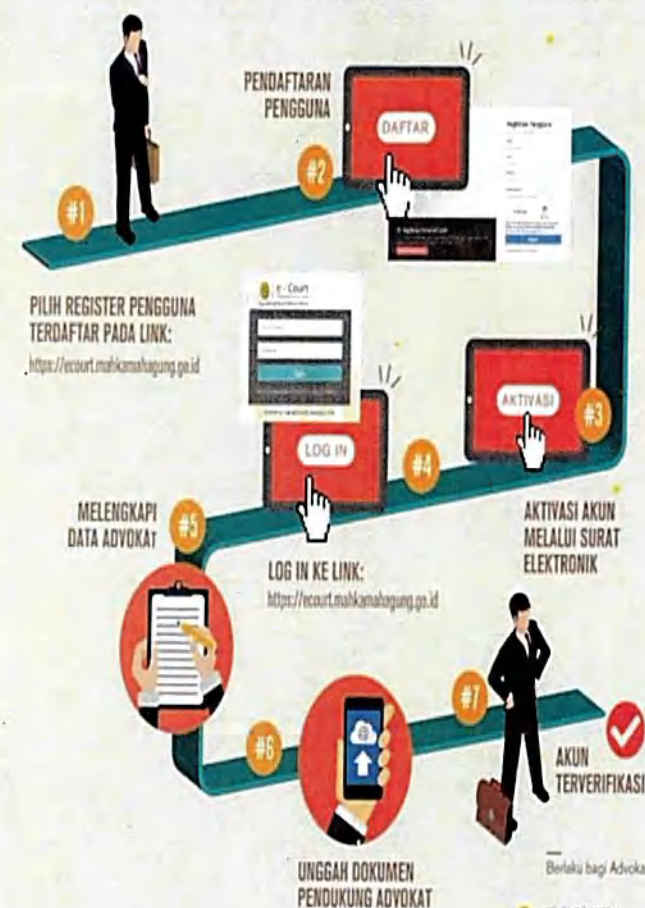 #1
PILIH REGISTER PENGGUNA
TERDAFTAR PADA LINK:
https://ecourt.mahkamahagung.go.id
PENDAFTARAN
PENGGUNA
#2
DAFTAR
AKTIVASI
#3
AKTIVASI AKUN
MELALUI SURAT
ELEKTRONIK
e-Court
LOG IN
#4
LOG IN KE LINK:
https://ecourt.mahkamahagung.go.id
MELENGKAPI
DATA ADVOKAT
#5
#6
UNGGAH DOKUMEN
PENDUKUNG ADVOKAT
@
#7
AKUN
TERVERIFIKASI
Berlaku bagi Advoka